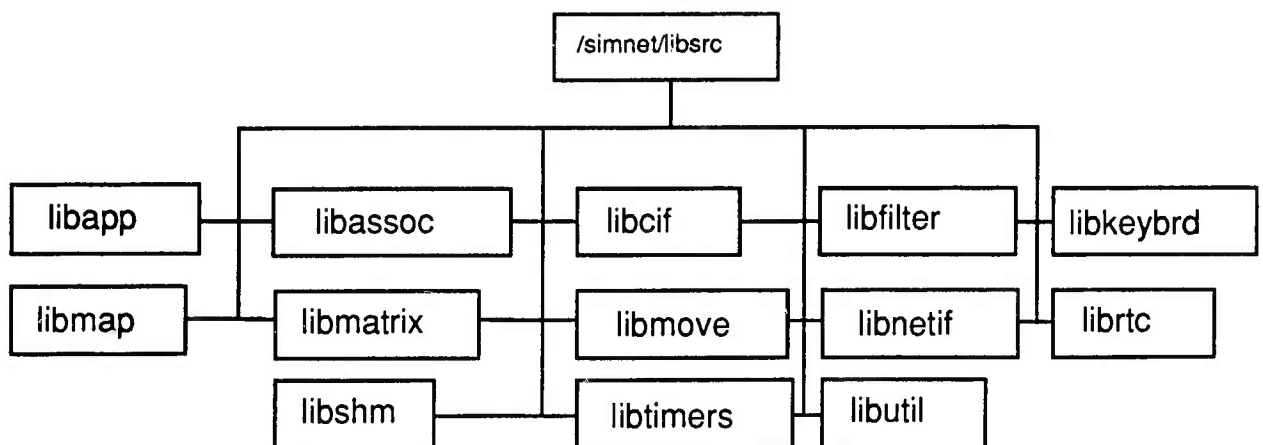 /simnet/libsrc
libapp
libassoc
libcif
libfilter
libkeybrd
libmap
libmatrix
libmove
libnetif
librtc
libshm
libtimers
libutil